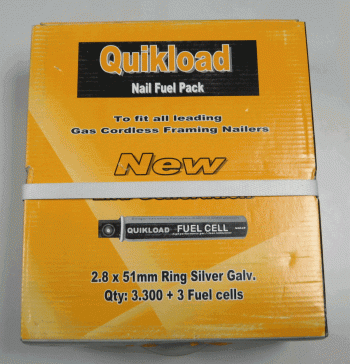 Quikload
Nail Fuel Pack
To fit all leading
Gas Cordless Framing Nailers
New
QUIKLOAD FUEL CELL
2.8 x 51mm Ring Silver Galv.
Qty: 3.300 + 3 Fuel cells